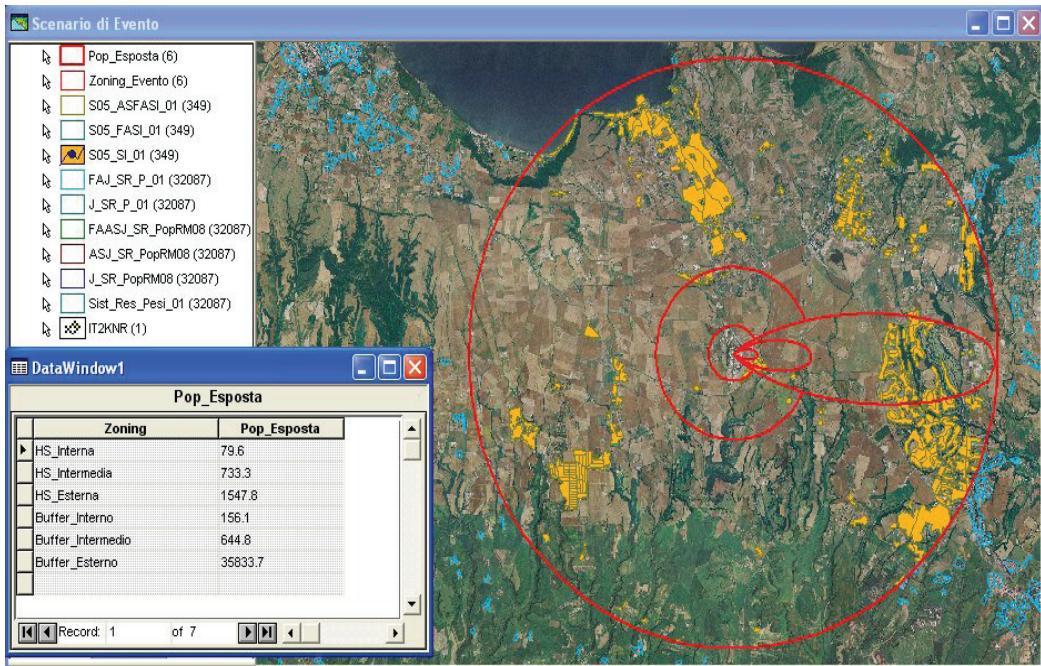 Scenario di Evento
Pop_Esposta (6)
Zoning_Evento (6)
S05_ASFASI_01 (349)
S05_FASI_01 (349)
S05_SI_01 (349)
FAJ_SR_P_01 (32087)
J_SR_P_01 (32087)
FAASJ_SR_PopRM08 (32087)
ASJ_SR_PopRM08 (32087)
J_SR_PopRM08 (32087)
Sist_Res_Pesi_01 (32087)
IT2KNR (1)
DataWindow1
Pop_Esposta
Zoning Pop_Esposta
HS_Interna 79.6
HS_Intermedia 733.3
HS_Esterna 1547.8
Buffer_Interno 156.1
Buffer_Intermedio 644.8
Buffer_Esterno 35833.7
Record: 1 of 7